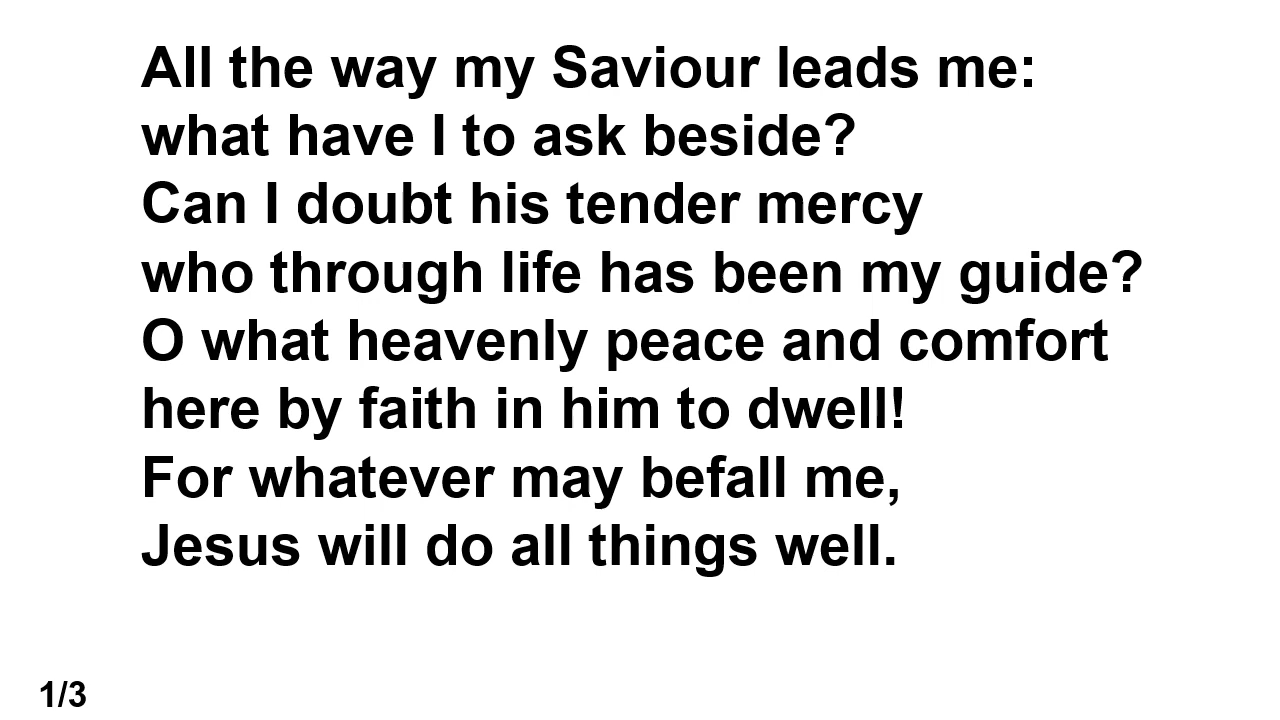 All the way my Saviour leads me:
what have I to ask beside?
Can I doubt his tender mercy
who through life has been my guide?
O what heavenly peace and comfort
here by faith in him to dwell!
For whatever may befall me,
Jesus will do all things well.
1/3